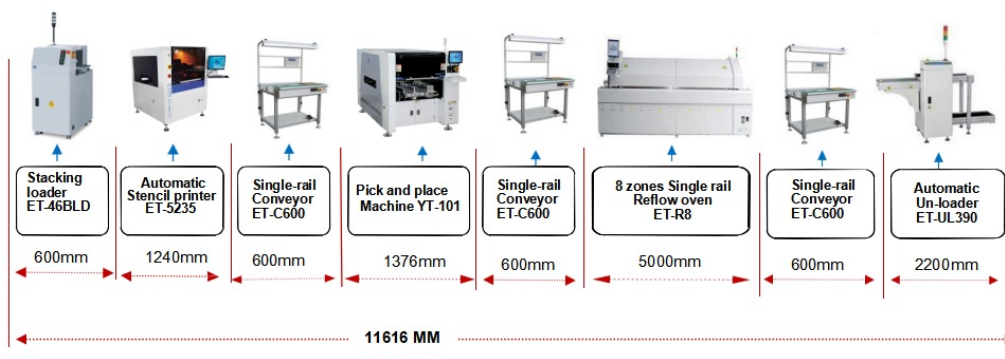 Stacking
loader
ET-46BLD
Automatic
Stencil printer
ET-5235
Single-rail
Conveyor
ET-C600
Pick and place
Machine YT-101
Single-rail
Conveyor
ET-C600
8 zones Single rail
Reflow oven
ET-R8
Single-rail
Conveyor
ET-C600
Automatic
Un-loader
ET-UL390
600mm
1240mm
600mm
1376mm
600mm
5000mm
600mm
2200mm
11616 MM